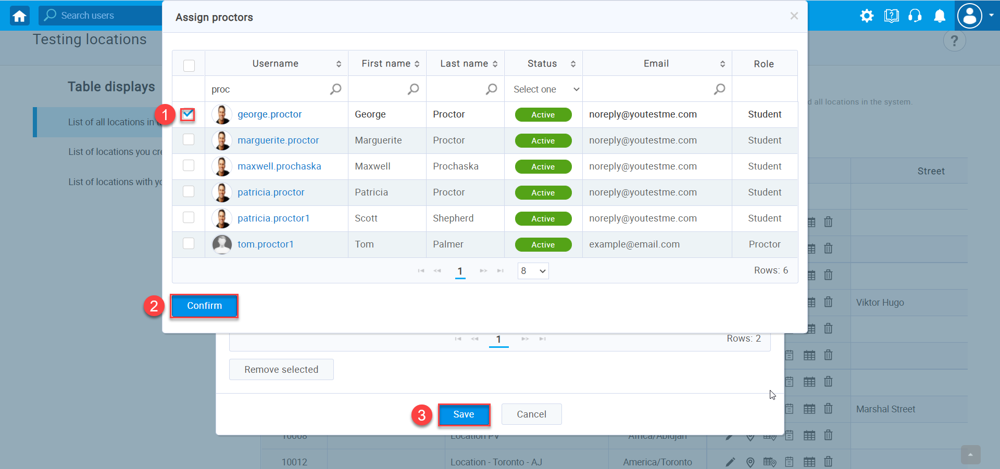 Search users
Assign proctors
Testing locations
?
Table displays
List of all locations in
List of locations you cre
List of locations with yo
d all locations in the system.
Username First name Last name Status Email Role
proc Select one
1 george.proctor George Proctor Active noreply@youtestme.com Student
marguerite.proctor Marguerite Proctor Active noreply@youtestme.com Student
maxwell.prochaska Maxwell Prochaska Active noreply@youtestme.com Student
patricia.proctor Patricia Proctor Active noreply@youtestme.com Student
patricia.proctor1 Scott Shepherd Active noreply@youtestme.com Student
tom.proctor1 Tom Palmer Active example@email.com Proctor
1 8 Rows: 6
2 Confirm
Street
Viktor Hugo
1 Rows: 2
Remove selected
3 Save Cancel
Marshal Street
10008 Location PV Africa/Abidjan
10012 Location - Toronto - AJ America/Toronto